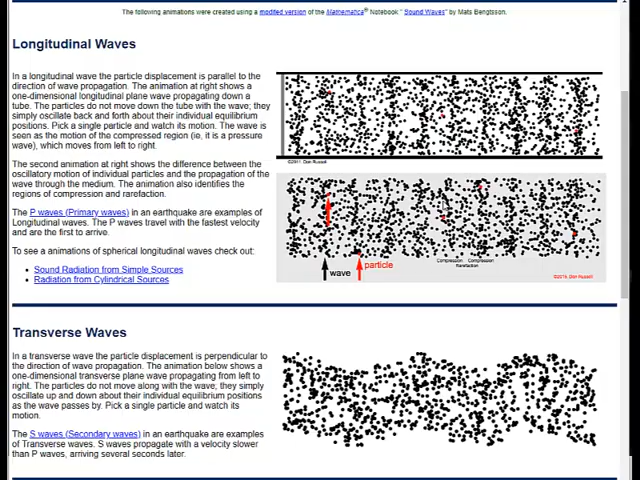 The following animations were created using a modified version of the Mathematica® Notebook " Sound Waves" by Mats Bengtsson.
Longitudinal Waves
In a longitudinal wave the particle displacement is parallel to the
direction of wave propagation. The animation at right shows a
one-dimensional longitudinal plane wave propagating down a
tube. The particles do not move down the tube with the wave; they
simply oscillate back and forth about their individual equilibrium
positions. Pick a single particle and watch its motion. The wave is
seen as the motion of the compressed region (ie, it is a pressure
wave), which moves from left to right.
©2011, Dan Russell
The second animation at right shows the difference between the
oscillatory motion of individual particles and the propagation of the
wave through the medium. The animation also identifies the
regions of compression and rarefaction.
The P waves (Primary waves) in an earthquake are examples of
Longitudinal waves. The P waves travel with the fastest velocity
and are the first to arrive.
To see a animations of spherical longitudinal waves check out:
• Sound Radiation from Simple Sources
• Radiation from Cylindrical Sources
wave
particle
Compression Compression
Rarefaction
©2015, Dan Russell
Transverse Waves
In a transverse wave the particle displacement is perpendicular to
the direction of wave propagation. The animation below shows a
one-dimensional transverse plane wave propagating from left to
right. The particles do not move along with the wave; they simply
oscillate up and down about their individual equilibrium positions
as the wave passes by. Pick a single particle and watch its
motion.
The S waves (Secondary waves) in an earthquake are examples
of Transverse waves. S waves propagate with a velocity slower
than P waves, arriving several seconds later.